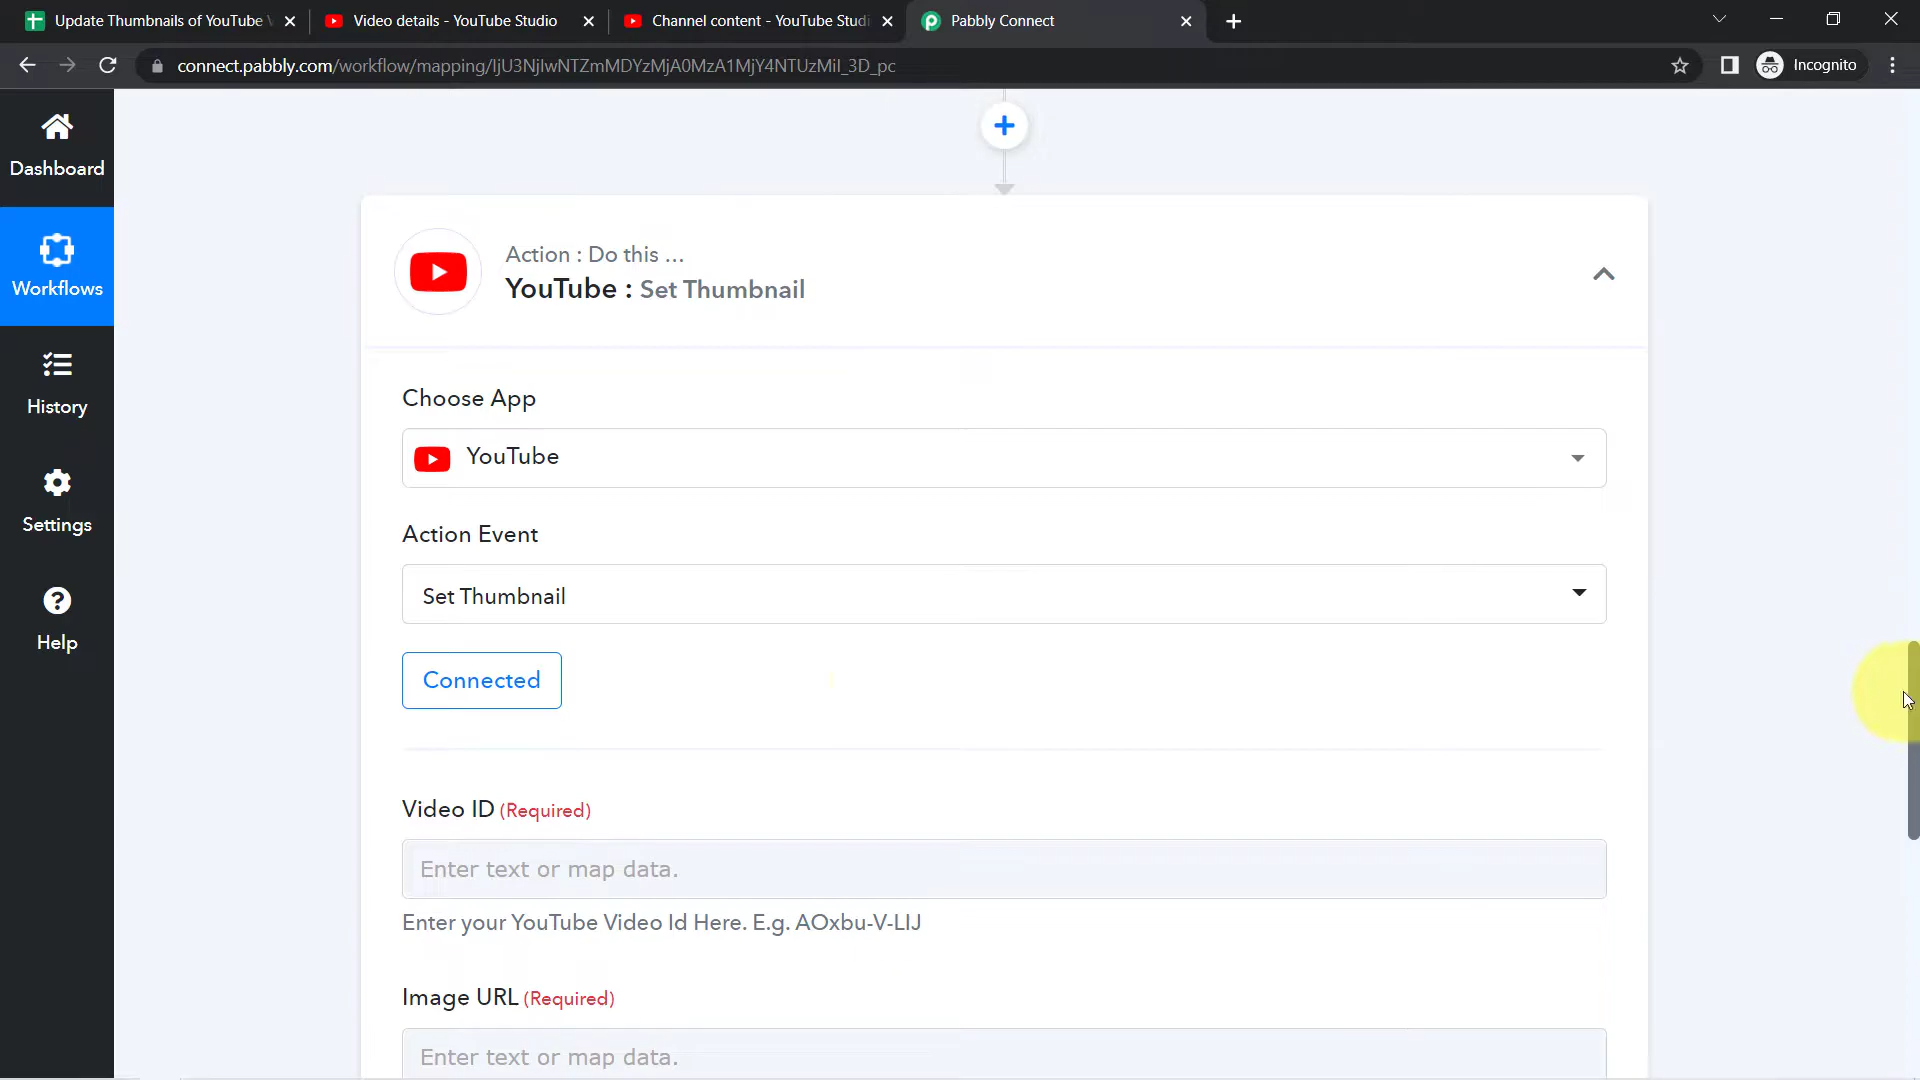 Update Thumbnails of YouTube V
Video details - YouTube Studio
Channel content - YouTube Studi
Pabbly Connect
connect.pabbly.com/workflow/mapping/IjU3NjIwNTZmMDYzMjA0MzA1MjY4NTUzMiI_3D_pc
Incognito
Dashboard
Workflows
History
Settings
Help
Action : Do this ...
YouTube : Set Thumbnail
Choose App
YouTube
Action Event
Set Thumbnail
Connected
Video ID (Required)
Enter text or map data.
Enter your YouTube Video Id Here. E.g. AOxbu-V-LIJ
Image URL (Required)
Enter text or map data.